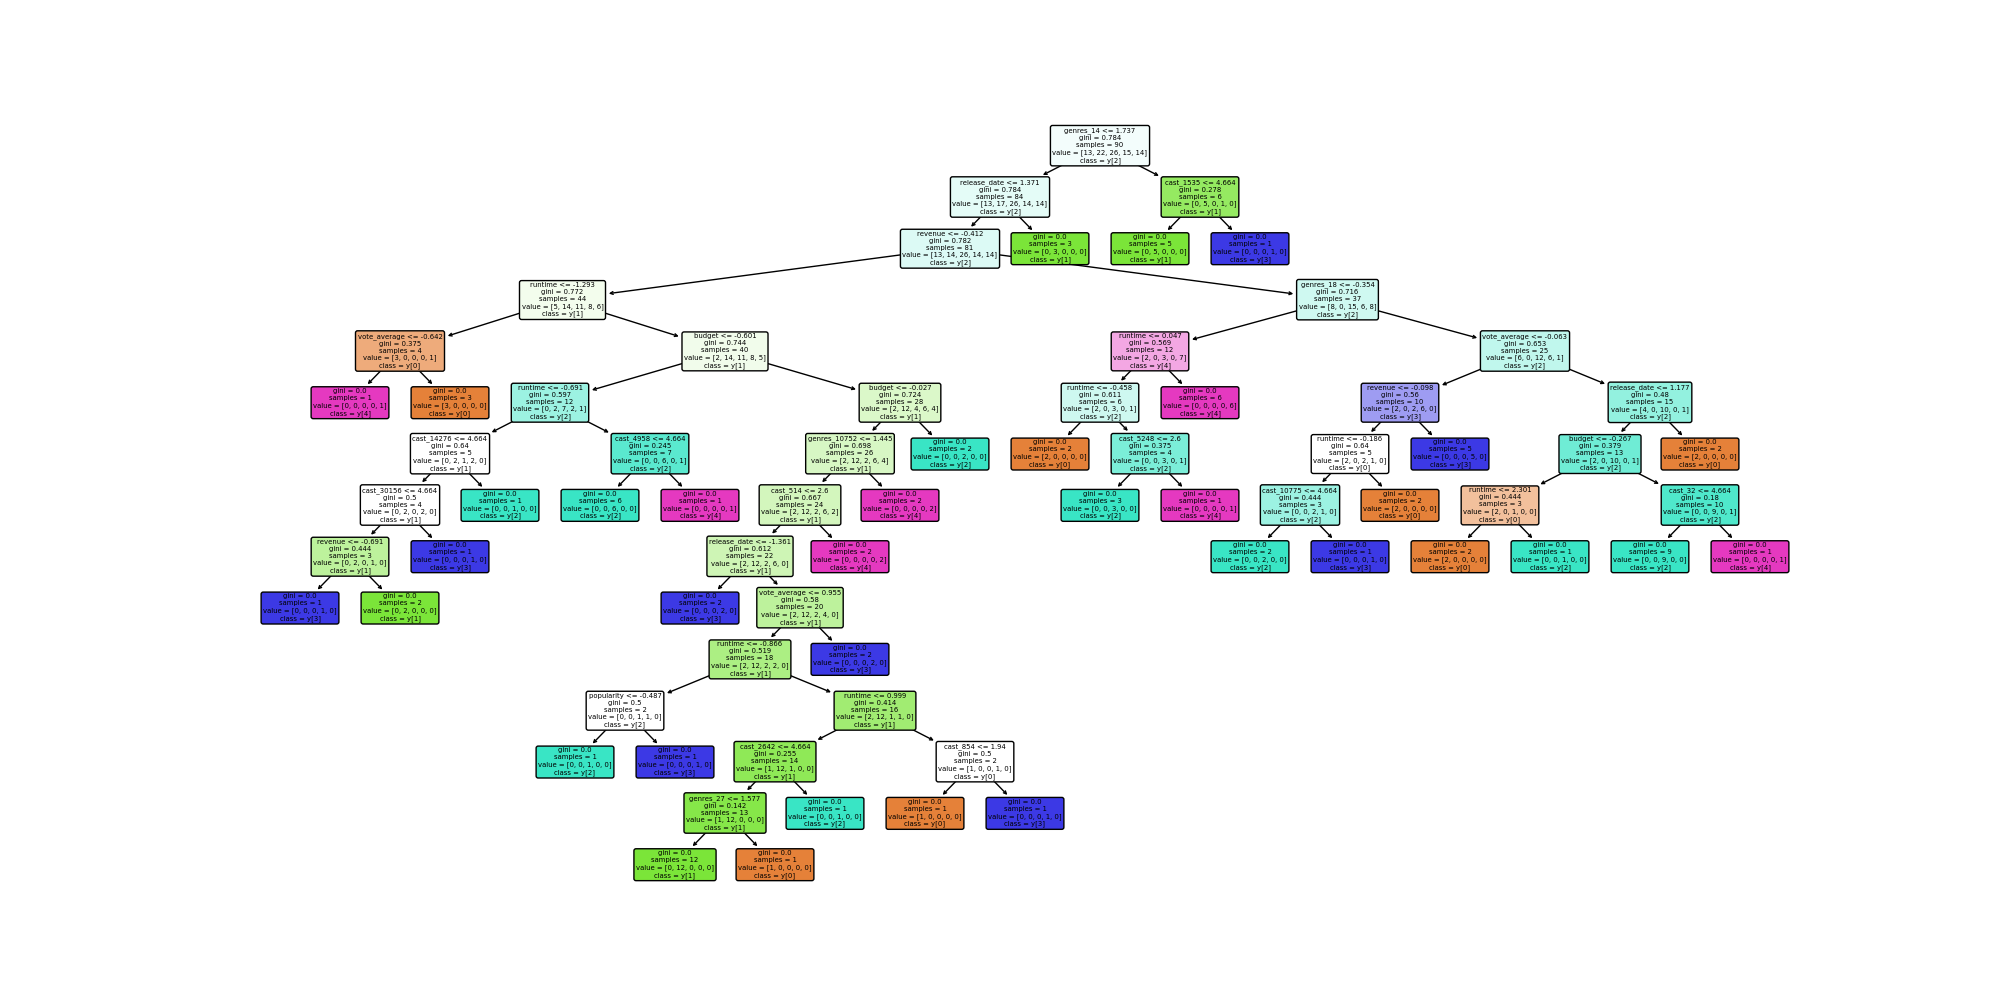 genres_14 <= 1.737
gini = 0.784
samples = 90
value = [13, 22, 26, 15, 14]
class = y[2]
release_date <= 1.371
gini = 0.784
samples = 84
value = [13, 17, 26, 14, 14]
class = y[2]
cast_1535 <= 4.664
gini = 0.278
samples = 6
value = [0, 5, 0, 1, 0]
class = y[1]
revenue <= -0.412
gini = 0.782
samples = 81
value = [13, 14, 26, 14, 14]
class = y[2]
gini = 0.0
samples = 3
value = [0, 3, 0, 0, 0]
class = y[1]
gini = 0.0
samples = 5
value = [0, 5, 0, 0, 0]
class = y[1]
gini = 0.0
samples = 1
value = [0, 0, 0, 1, 0]
class = y[3]
runtime <= -1.293
gini = 0.772
samples = 44
value = [5, 14, 11, 8, 6]
class = y[1]
genres_18 <= -0.354
gini = 0.716
samples = 37
value = [8, 0, 15, 6, 8]
class = y[2]
vote_average <= -0.642
gini = 0.375
samples = 4
value = [3, 0, 0, 0, 1]
class = y[0]
budget <= -0.601
gini = 0.744
samples = 40
value = [2, 14, 11, 8, 5]
class = y[1]
runtime <= 0.047
gini = 0.569
samples = 12
value = [2, 0, 3, 0, 7]
class = y[4]
vote_average <= -0.063
gini = 0.653
samples = 25
value = [6, 0, 12, 6, 1]
class = y[2]
gini = 0.0
samples = 1
value = [0, 0, 0, 0, 1]
class = y[4]
gini = 0.0
samples = 3
value = [3, 0, 0, 0, 0]
class = y[0]
runtime <= -0.691
gini = 0.597
samples = 12
value = [0, 2, 7, 2, 1]
class = y[2]
budget <= -0.027
gini = 0.724
samples = 28
value = [2, 12, 4, 6, 4]
class = y[1]
runtime <= -0.458
gini = 0.611
samples = 6
value = [2, 0, 3, 0, 1]
class = y[2]
gini = 0.0
samples = 6
value = [0, 0, 0, 0, 6]
class = y[4]
revenue <= -0.098
gini = 0.56
samples = 10
value = [2, 0, 2, 6, 0]
class = y[3]
release_date <= 1.177
gini = 0.48
samples = 15
value = [4, 0, 10, 0, 1]
class = y[2]
cast_14276 <= 4.664
gini = 0.64
samples = 5
value = [0, 2, 1, 2, 0]
class = y[1]
cast_4958 <= 4.664
gini = 0.245
samples = 7
value = [0, 0, 6, 0, 1]
class = y[2]
genres_10752 <= 1.445
gini = 0.698
samples = 26
value = [2, 12, 2, 6, 4]
class = y[1]
gini = 0.0
samples = 2
value = [0, 0, 2, 0, 0]
class = y[2]
gini = 0.0
samples = 2
value = [2, 0, 0, 0, 0]
class = y[0]
cast_5248 <= 2.6
gini = 0.375
samples = 4
value = [0, 0, 3, 0, 1]
class = y[2]
runtime <= -0.186
gini = 0.64
samples = 5
value = [2, 0, 2, 1, 0]
class = y[0]
gini = 0.0
samples = 5
value = [0, 0, 0, 5, 0]
class = y[3]
budget <= -0.267
gini = 0.379
samples = 13
value = [2, 0, 10, 0, 1]
class = y[2]
gini = 0.0
samples = 2
value = [2, 0, 0, 0, 0]
class = y[0]
cast_30156 <= 4.664
gini = 0.5
samples = 4
value = [0, 2, 0, 2, 0]
class = y[1]
gini = 0.0
samples = 1
value = [0, 0, 1, 0, 0]
class = y[2]
gini = 0.0
samples = 6
value = [0, 0, 6, 0, 0]
class = y[2]
gini = 0.0
samples = 1
value = [0, 0, 0, 0, 1]
class = y[4]
cast_514 <= 2.6
gini = 0.667
samples = 24
value = [2, 12, 2, 6, 2]
class = y[1]
gini = 0.0
samples = 2
value = [0, 0, 0, 0, 2]
class = y[4]
gini = 0.0
samples = 3
value = [0, 0, 3, 0, 0]
class = y[2]
gini = 0.0
samples = 1
value = [0, 0, 0, 0, 1]
class = y[4]
cast_10775 <= 4.664
gini = 0.444
samples = 3
value = [0, 0, 2, 1, 0]
class = y[2]
gini = 0.0
samples = 2
value = [2, 0, 0, 0, 0]
class = y[0]
runtime <= 2.301
gini = 0.444
samples = 3
value = [2, 0, 1, 0, 0]
class = y[0]
cast_32 <= 4.664
gini = 0.18
samples = 10
value = [0, 0, 9, 0, 1]
class = y[2]
revenue <= -0.691
gini = 0.444
samples = 3
value = [0, 2, 0, 1, 0]
class = y[1]
gini = 0.0
samples = 1
value = [0, 0, 0, 1, 0]
class = y[3]
release_date <= -1.361
gini = 0.612
samples = 22
value = [2, 12, 2, 6, 0]
class = y[1]
gini = 0.0
samples = 2
value = [0, 0, 0, 0, 2]
class = y[4]
gini = 0.0
samples = 2
value = [0, 0, 2, 0, 0]
class = y[2]
gini = 0.0
samples = 1
value = [0, 0, 0, 1, 0]
class = y[3]
gini = 0.0
samples = 2
value = [2, 0, 0, 0, 0]
class = y[0]
gini = 0.0
samples = 1
value = [0, 0, 1, 0, 0]
class = y[2]
gini = 0.0
samples = 9
value = [0, 0, 9, 0, 0]
class = y[2]
gini = 0.0
samples = 1
value = [0, 0, 0, 0, 1]
class = y[4]
gini = 0.0
samples = 1
value = [0, 0, 0, 1, 0]
class = y[3]
gini = 0.0
samples = 2
value = [0, 2, 0, 0, 0]
class = y[1]
gini = 0.0
samples = 2
value = [0, 0, 0, 2, 0]
class = y[3]
vote_average <= 0.955
gini = 0.58
samples = 20
value = [2, 12, 2, 4, 0]
class = y[1]
runtime <= -0.866
gini = 0.519
samples = 18
value = [2, 12, 2, 2, 0]
class = y[1]
gini = 0.0
samples = 2
value = [0, 0, 0, 2, 0]
class = y[3]
popularity <= -0.487
gini = 0.5
samples = 2
value = [0, 0, 1, 1, 0]
class = y[2]
runtime <= 0.999
gini = 0.414
samples = 16
value = [2, 12, 1, 1, 0]
class = y[1]
gini = 0.0
samples = 1
value = [0, 0, 1, 0, 0]
class = y[2]
gini = 0.0
samples = 1
value = [0, 0, 0, 1, 0]
class = y[3]
cast_2642 <= 4.664
gini = 0.255
samples = 14
value = [1, 12, 1, 0, 0]
class = y[1]
cast_854 <= 1.94
gini = 0.5
samples = 2
value = [1, 0, 0, 1, 0]
class = y[0]
genres_27 <= 1.577
gini = 0.142
samples = 13
value = [1, 12, 0, 0, 0]
class = y[1]
gini = 0.0
samples = 1
value = [0, 0, 1, 0, 0]
class = y[2]
gini = 0.0
samples = 1
value = [1, 0, 0, 0, 0]
class = y[0]
gini = 0.0
samples = 1
value = [0, 0, 0, 1, 0]
class = y[3]
gini = 0.0
samples = 12
value = [0, 12, 0, 0, 0]
class = y[1]
gini = 0.0
samples = 1
value = [1, 0, 0, 0, 0]
class = y[0]